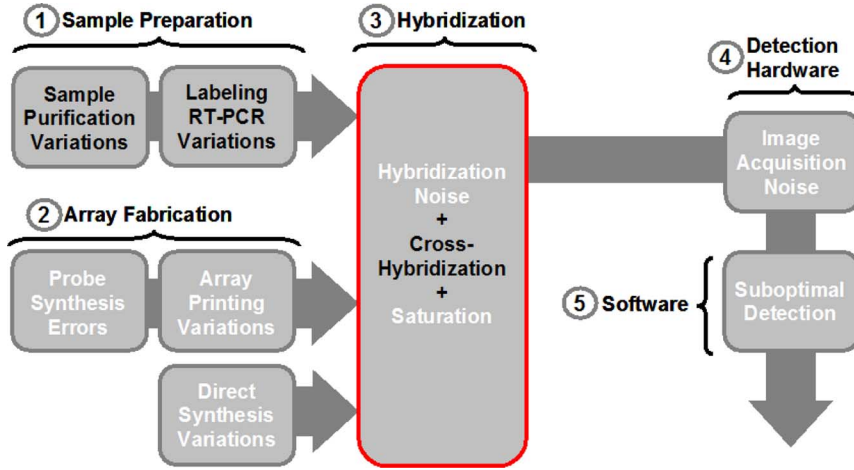 1 Sample Preparation
Sample
Purification
Variations
Labeling
RT-PCR
Variations
2 Array Fabrication
Probe
Synthesis
Errors
Array
Printing
Variations
Direct
Synthesis
Variations
3 Hybridization
Hybridization
Noise
+
Cross-
Hybridization
+
Saturation
4 Detection
Hardware
Image
Acquisition
Noise
5 Software
Suboptimal
Detection